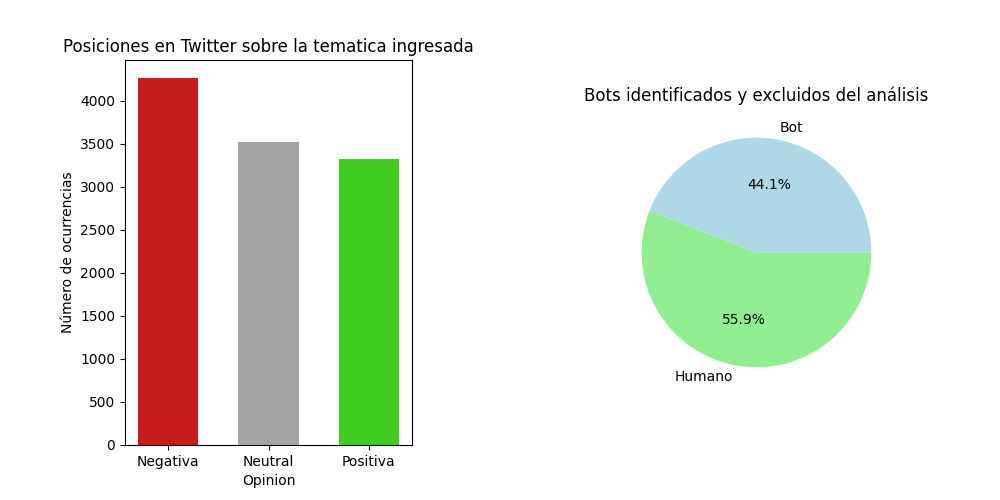 Posiciones en Twitter sobre la tematica ingresada
Número de ocurrencias
4000
3500
3000
2500
2000
1500
1000
500
0
Negativa
Neutral
Positiva
Opinion
Bots identificados y excluidos del análisis
Bot
44.1%
55.9%
Humano